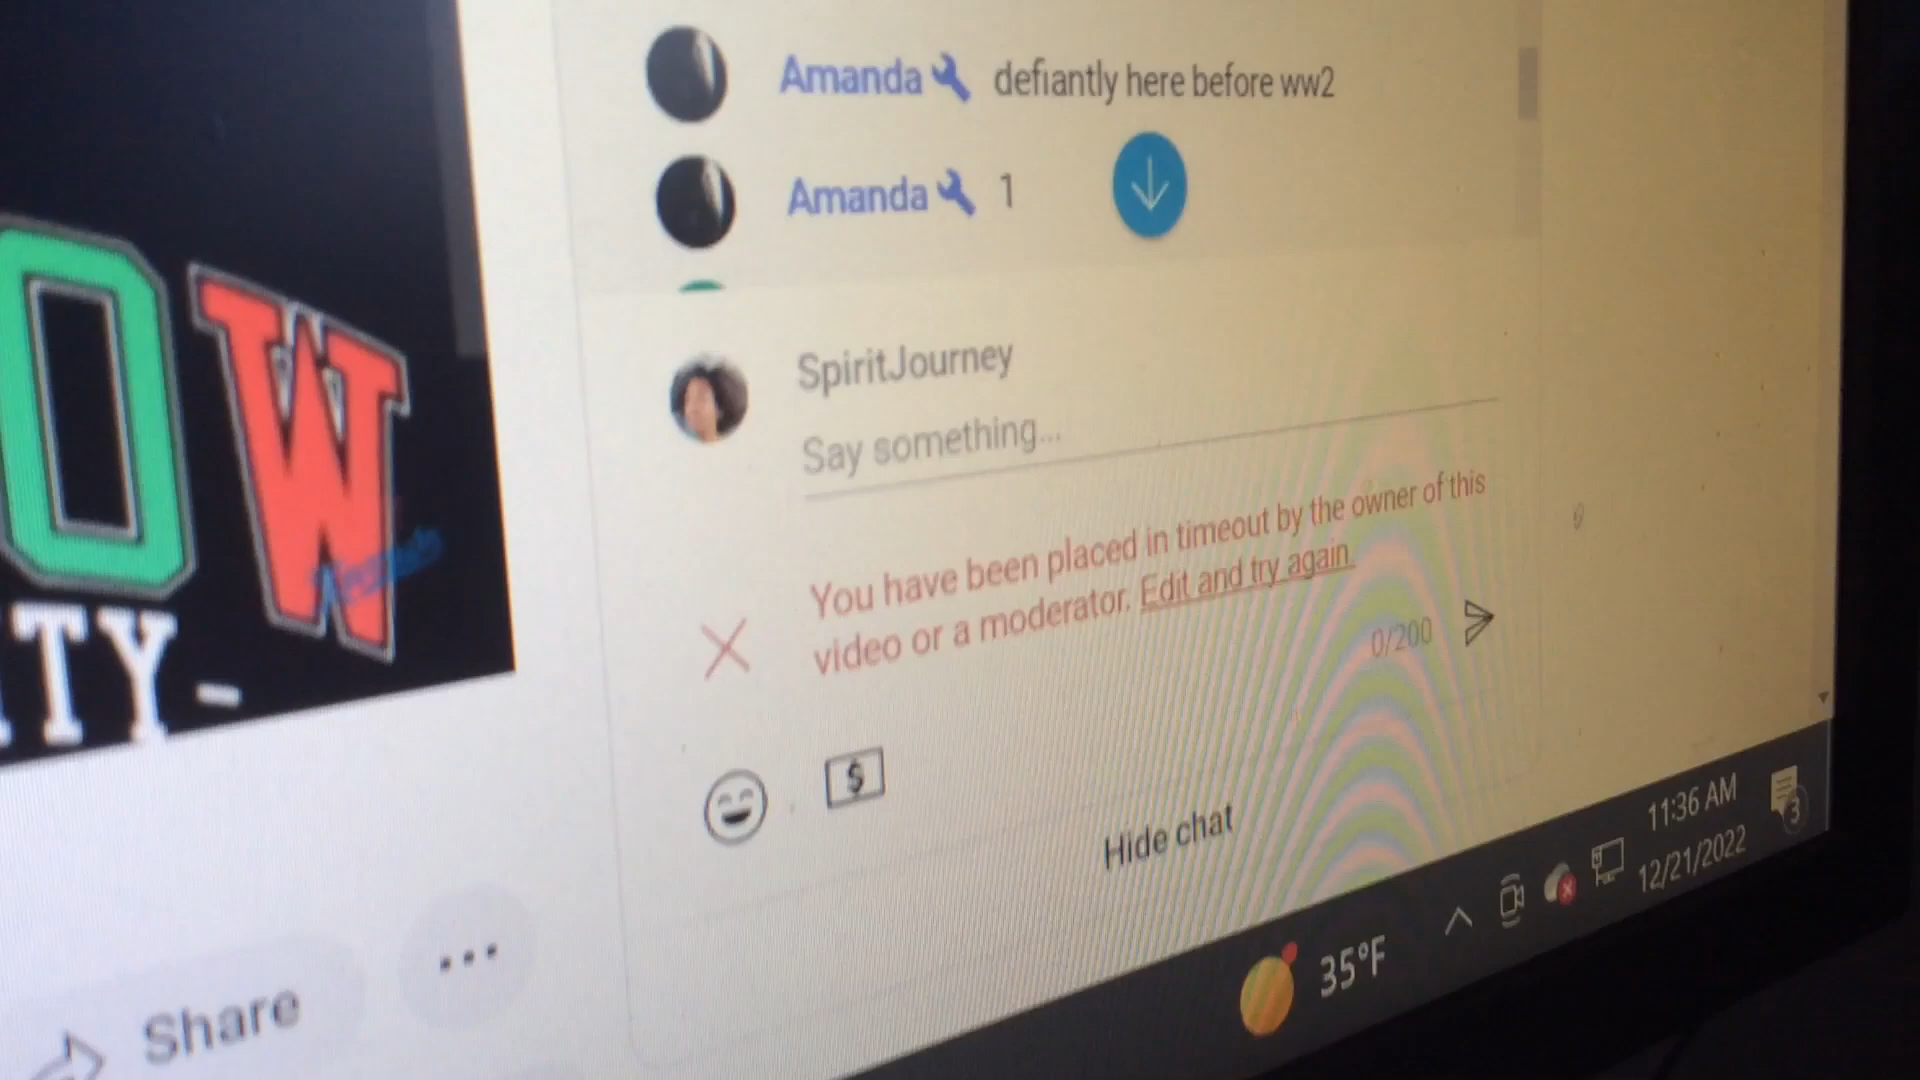 Amanda defiantly here before ww2
Amanda 1
OW
TY-
SpiritJourney
Say something...
You have been placed in timeout by the owner of this
video or a moderator. Edit and try again.
0/200
$
Hide chat
Share
...
35°F
11:36 AM
12/21/2022
3